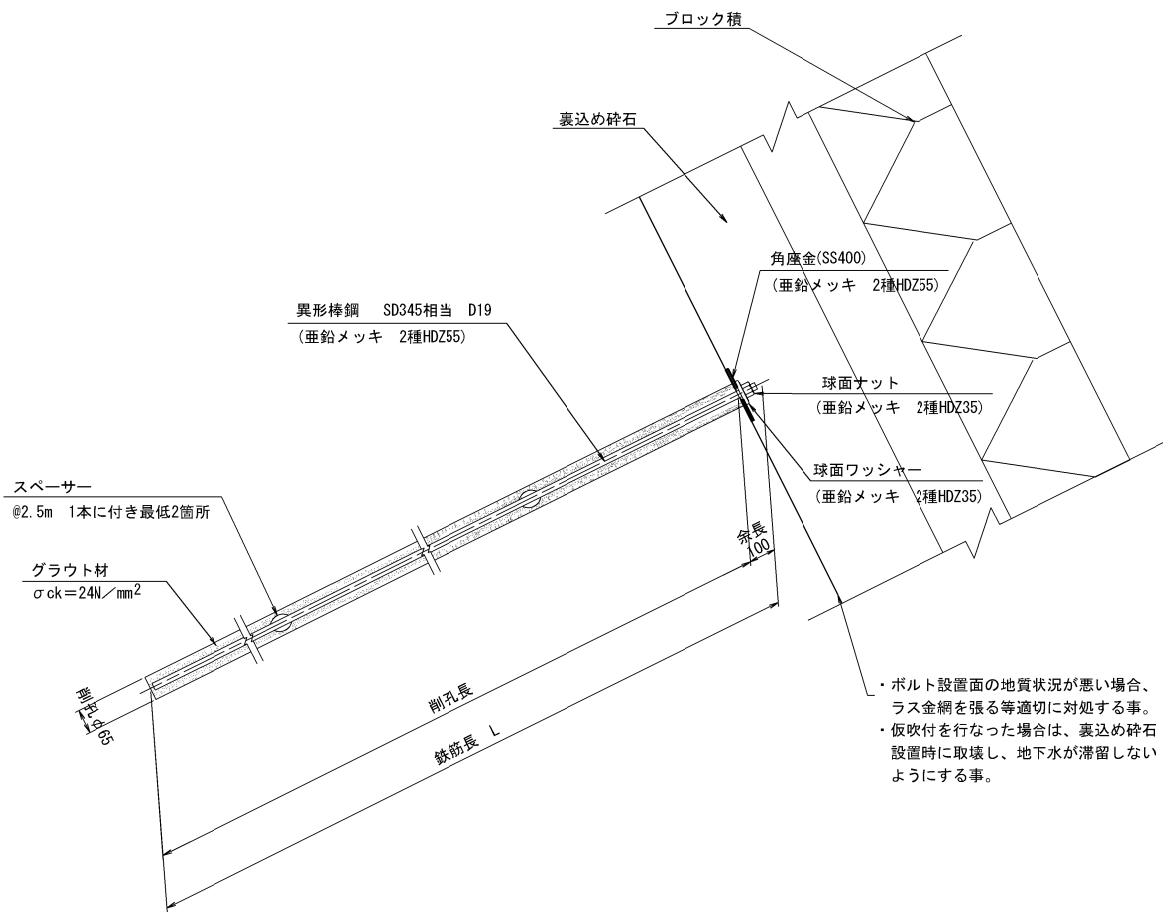 ブロック積
裏込め砕石
角座金(SS400)
(亜鉛メッキ　2種HDZ55)
異形棒鋼　SD345相当　D19
(亜鉛メッキ　2種HDZ55)
球面ナット
(亜鉛メッキ　2種HDZ35)
球面ワッシャー
(亜鉛メッキ　2種HDZ35)
スペーサー
@2.5m　1本に付き最低2箇所
グラウト材
σck＝24N／mm²
余長
100
削孔φ65
削孔長
鉄筋長　L
・ボルト設置面の地質状況が悪い場合、
ラス金網を張る等適切に対処する事。
・仮吹付を行なった場合は、裏込め砕石
設置時に取壊し、地下水が滞留しない
ようにする事。